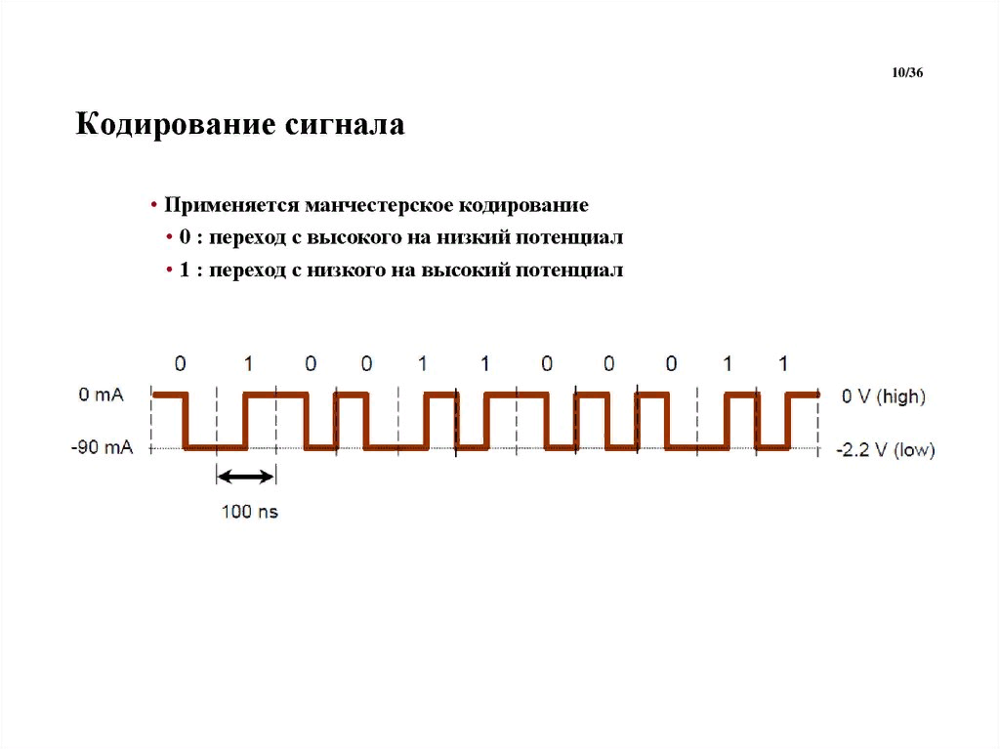 10/36
Кодирование сигнала
• Применяется манчестерское кодирование
• 0 : переход с высокого на низкий потенциал
• 1 : переход с низкого на высокий потенциал
0 1 0 0 1 1 0 0 0 1 1
0 mA 0 V (high)
-90 mA -2.2 V (low)
100 ns